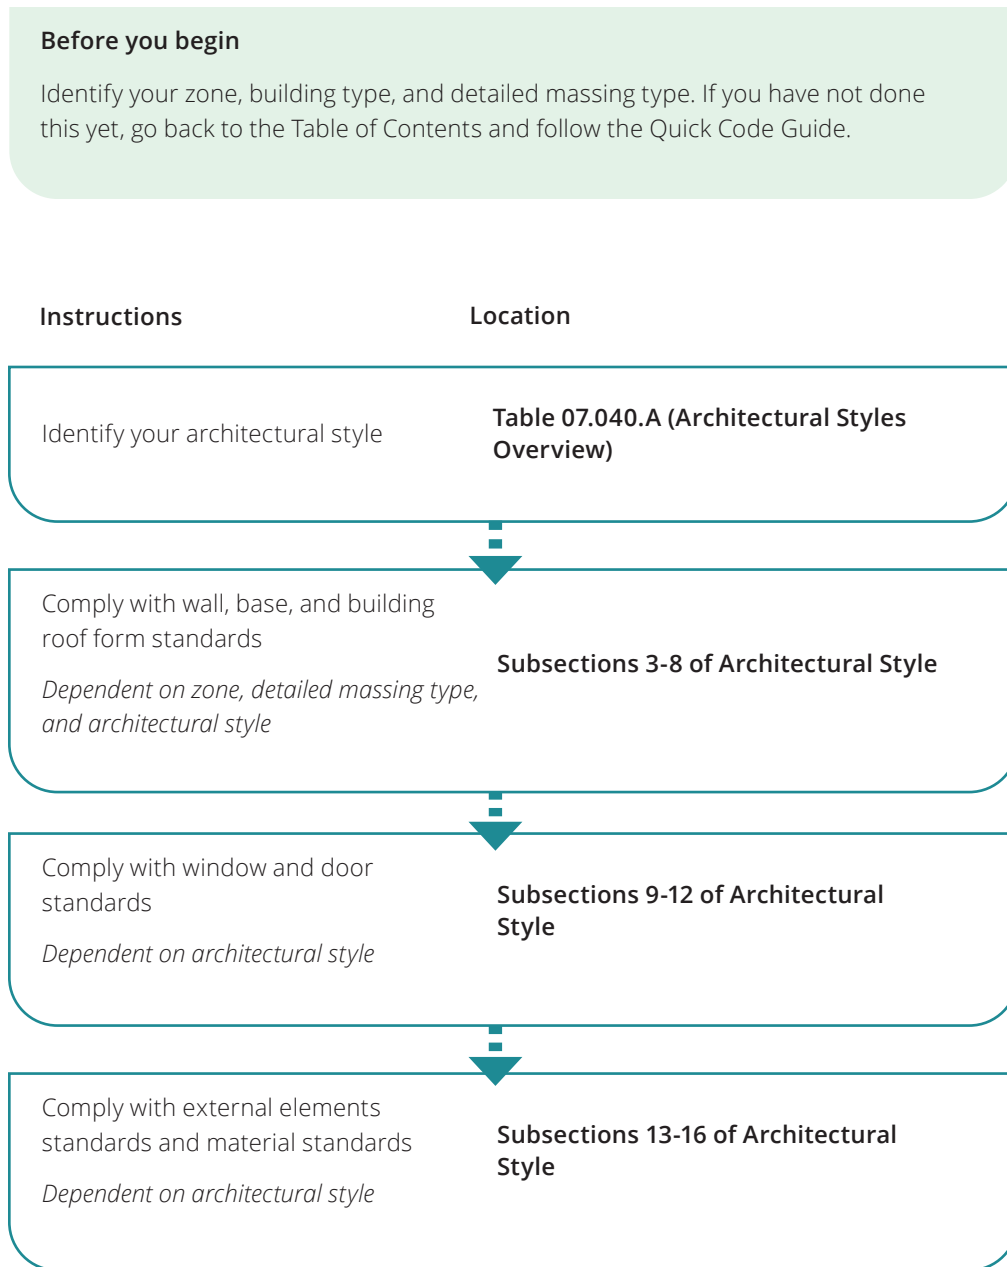 Before you begin
Identify your zone, building type, and detailed massing type. If you have not done
this yet, go back to the Table of Contents and follow the Quick Code Guide.
Instructions
Location
Identify your architectural style
Table 07.040.A (Architectural Styles
Overview)
Comply with wall, base, and building
roof form standards
Dependent on zone, detailed massing type,
and architectural style
Subsections 3-8 of Architectural Style
Comply with window and door
standards
Dependent on architectural style
Subsections 9-12 of Architectural
Style
Comply with external elements
standards and material standards
Dependent on architectural style
Subsections 13-16 of Architectural
Style